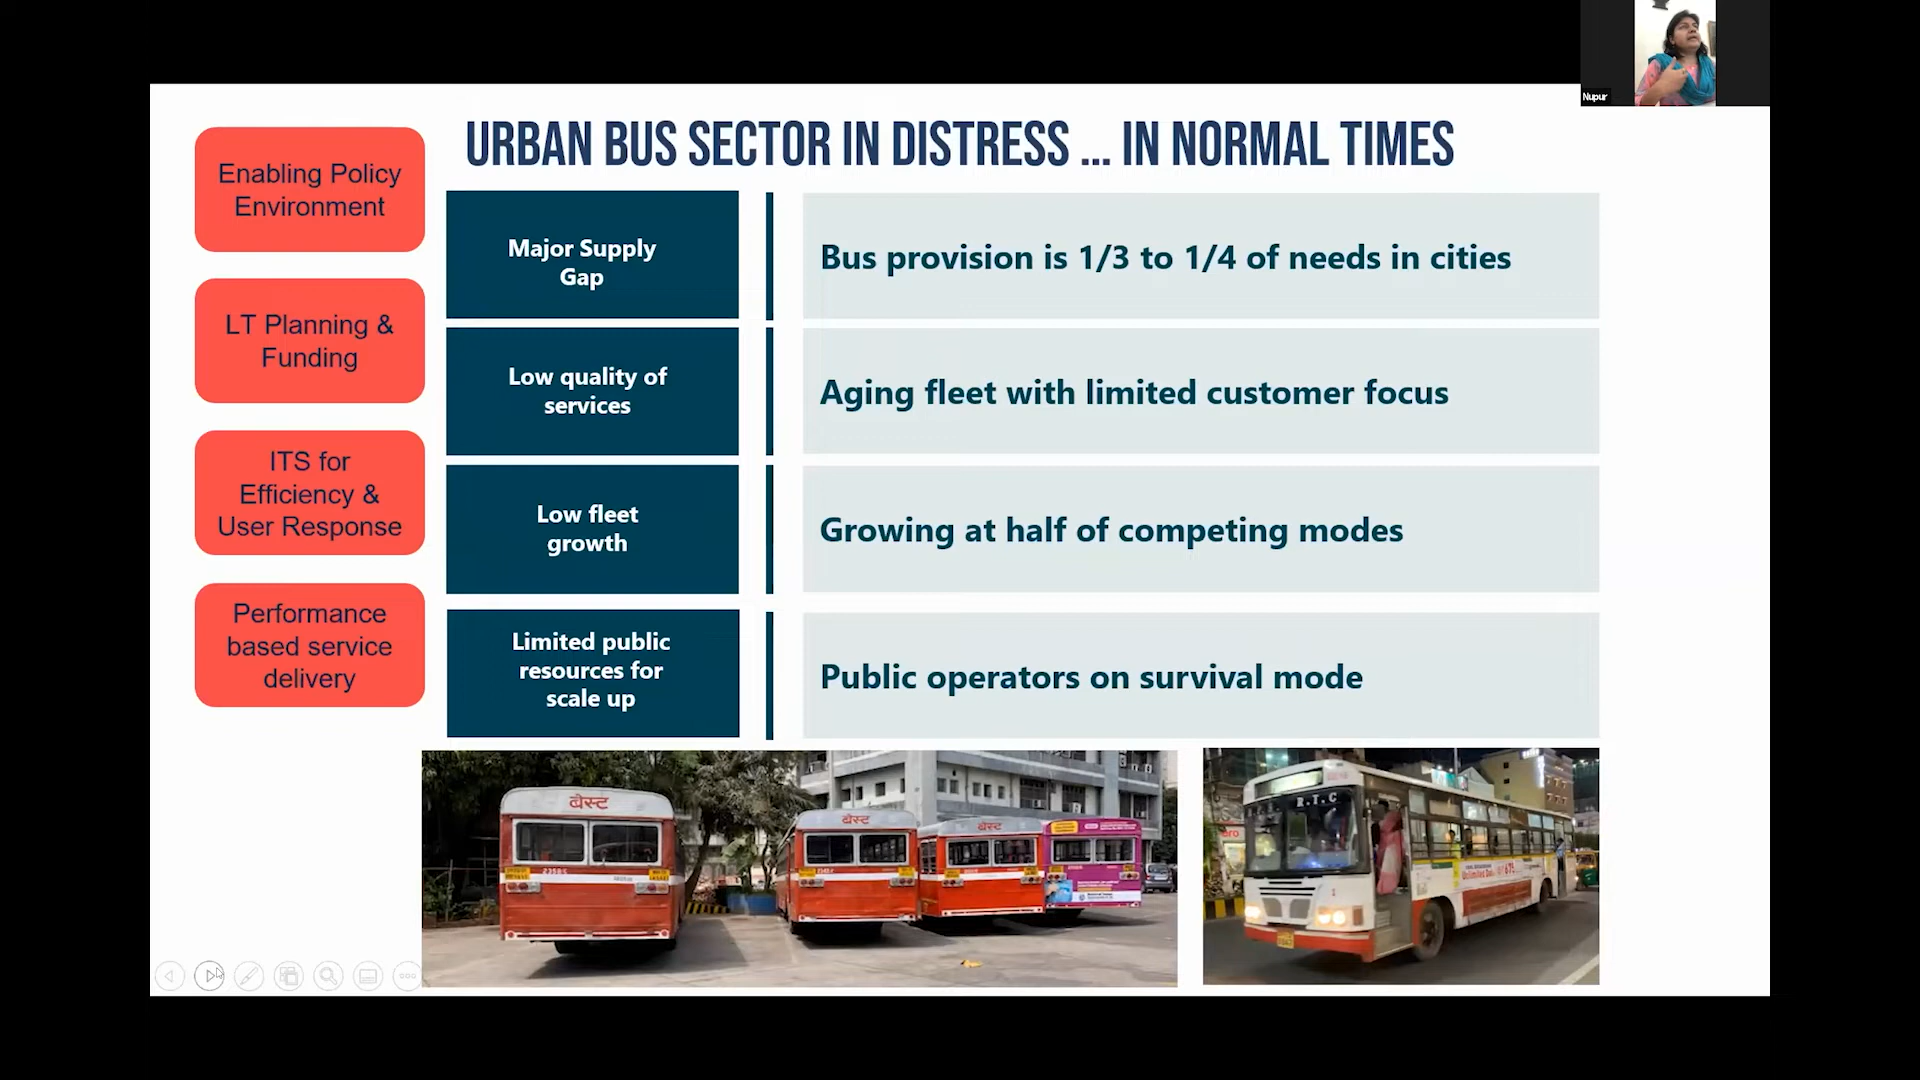 Nupur
URBAN BUS SECTOR IN DISTRESS ... IN NORMAL TIMES
Enabling Policy
Environment
LT Planning &
Funding
ITS for
Efficiency &
User Response
Performance
based service
delivery
Major Supply
Gap
Bus provision is 1/3 to 1/4 of needs in cities
Low quality of
services
Aging fleet with limited customer focus
Low fleet
growth
Growing at half of competing modes
Limited public
resources for
scale up
Public operators on survival mode
बेस्ट
बेस्ट
बेस्ट
R.T.C